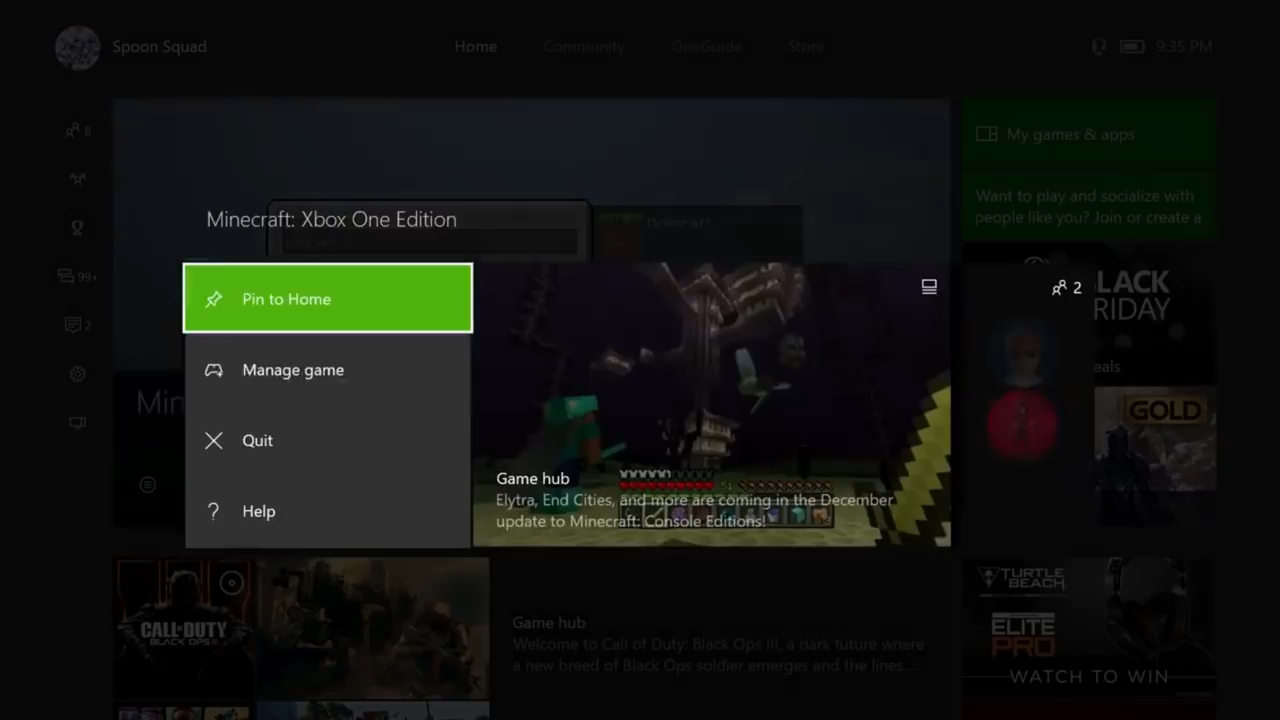 Spoon Squad
Home
Community
OneGuide
Store
9:35 PM
8
99+
2
My games & apps
Want to play and socialize with
people like you? Join or create a
Minecraft: Xbox One Edition
Pin to Home
Manage game
Quit
Help
Game hub
Elytra, End Cities, and more are coming in the December
update to Minecraft: Console Editions!
2
BLACK
FRIDAY
eals
GOLD
Min
CALL OF DUTY
BLACK OPS III
Game hub
Welcome to Call of Duty: Black Ops III, a dark future where
a new breed of Black Ops soldier emerges and the lines...
TURTLE
BEACH
ELITE
PRO
WATCH TO WIN